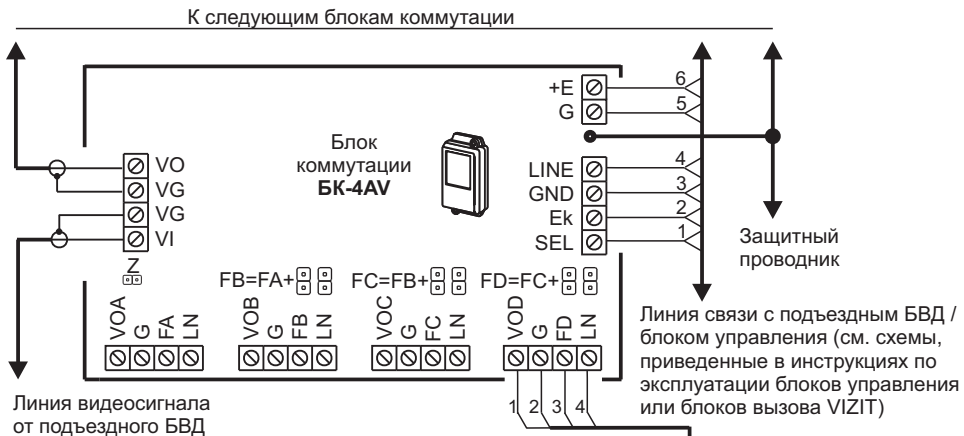 К следующим блокам коммутации
+E
G
6
5
Блок
коммутации
БК-4AV
VO
VG
VG
VI
LINE
GND
Ek
SEL
4
3
2
1
Защитный
проводник
Z
FB=FA+
FC=FB+
FD=FC+
VOA
G
FA
LN
VOB
G
FB
LN
VOC
G
FC
LN
VOD
G
FD
LN
Линия связи с подъездным БВД /
блоком управления (см. схемы,
приведенные в инструкциях по
эксплуатации блоков управления
или блоков вызова VIZIT)
1
2
3
4
Линия видеосигнала
от подъездного БВД